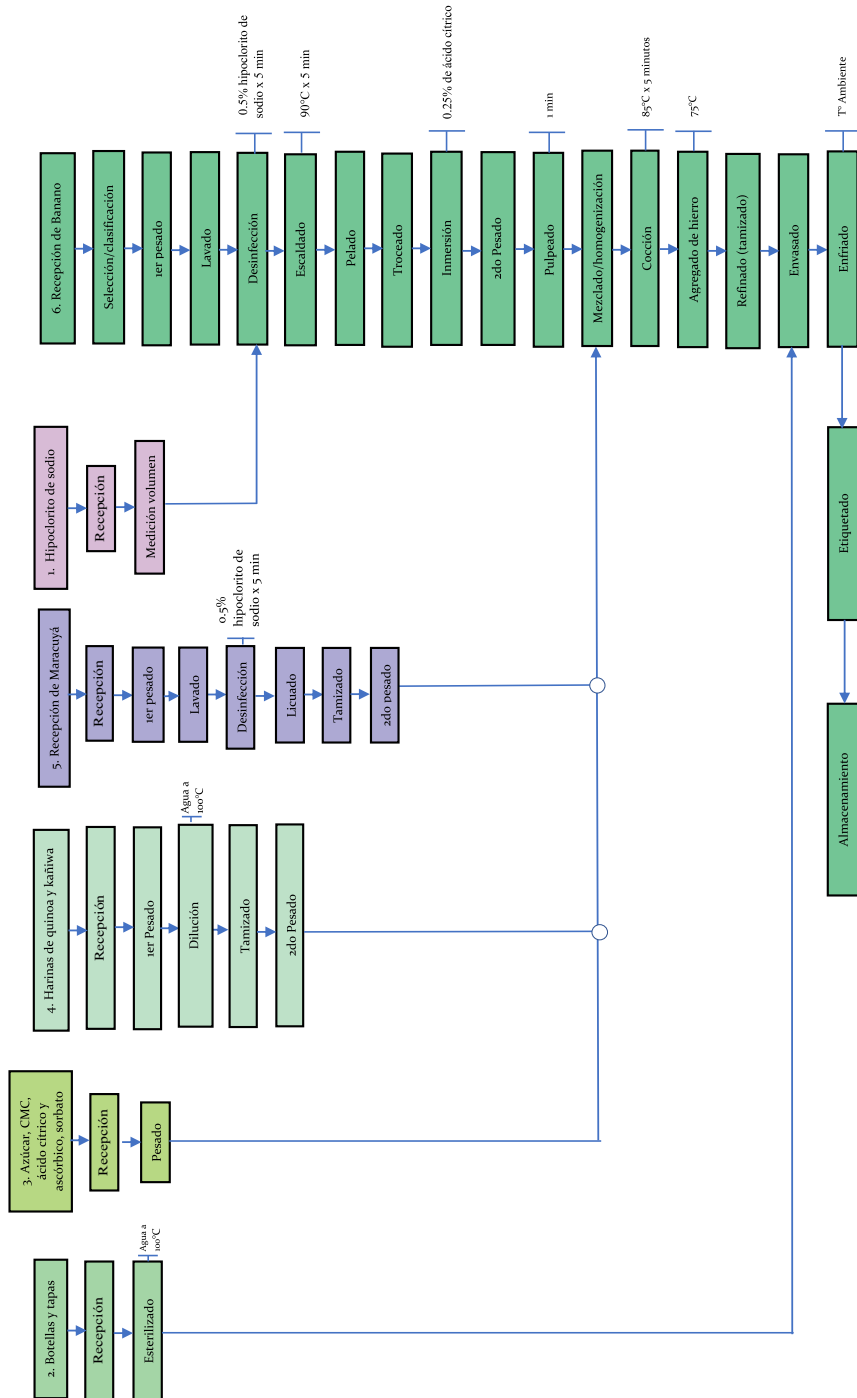 2. Botellas y tapas
Recepción
Esterilizado
Agua a
100°C
3. Azúcar, CMC,
ácido cítrico y
ascórbico, sorbato
Recepción
Pesado
4. Harinas de quinoa y kañiwa
Recepción
1er Pesado
Dilución
Agua a
100°C
Tamizado
2do Pesado
5. Recepción de Maracuyá
Recepción
1er pesado
Lavado
Desinfección
0.5%
hipoclorito de
sodio x 5 min
Licuado
Tamizado
2do pesado
1. Hipoclorito de sodio
Recepción
Medición volumen
6. Recepción de Banano
Selección/clasificación
1er pesado
Lavado
Desinfección
0.5% hipoclorito de
sodio x 5 min
Escaldado
90°C x 5 min
Pelado
Troceado
Inmersión
0.25% de ácido cítrico
2do Pesado
Pulpeado
1 min
Mezclado/homogenización
Cocción
85°C x 5 minutos
Agregado de hierro
75°C
Refinado (tamizado)
Envasado
Enfriado
T° Ambiente
Etiquetado
Almacenamiento